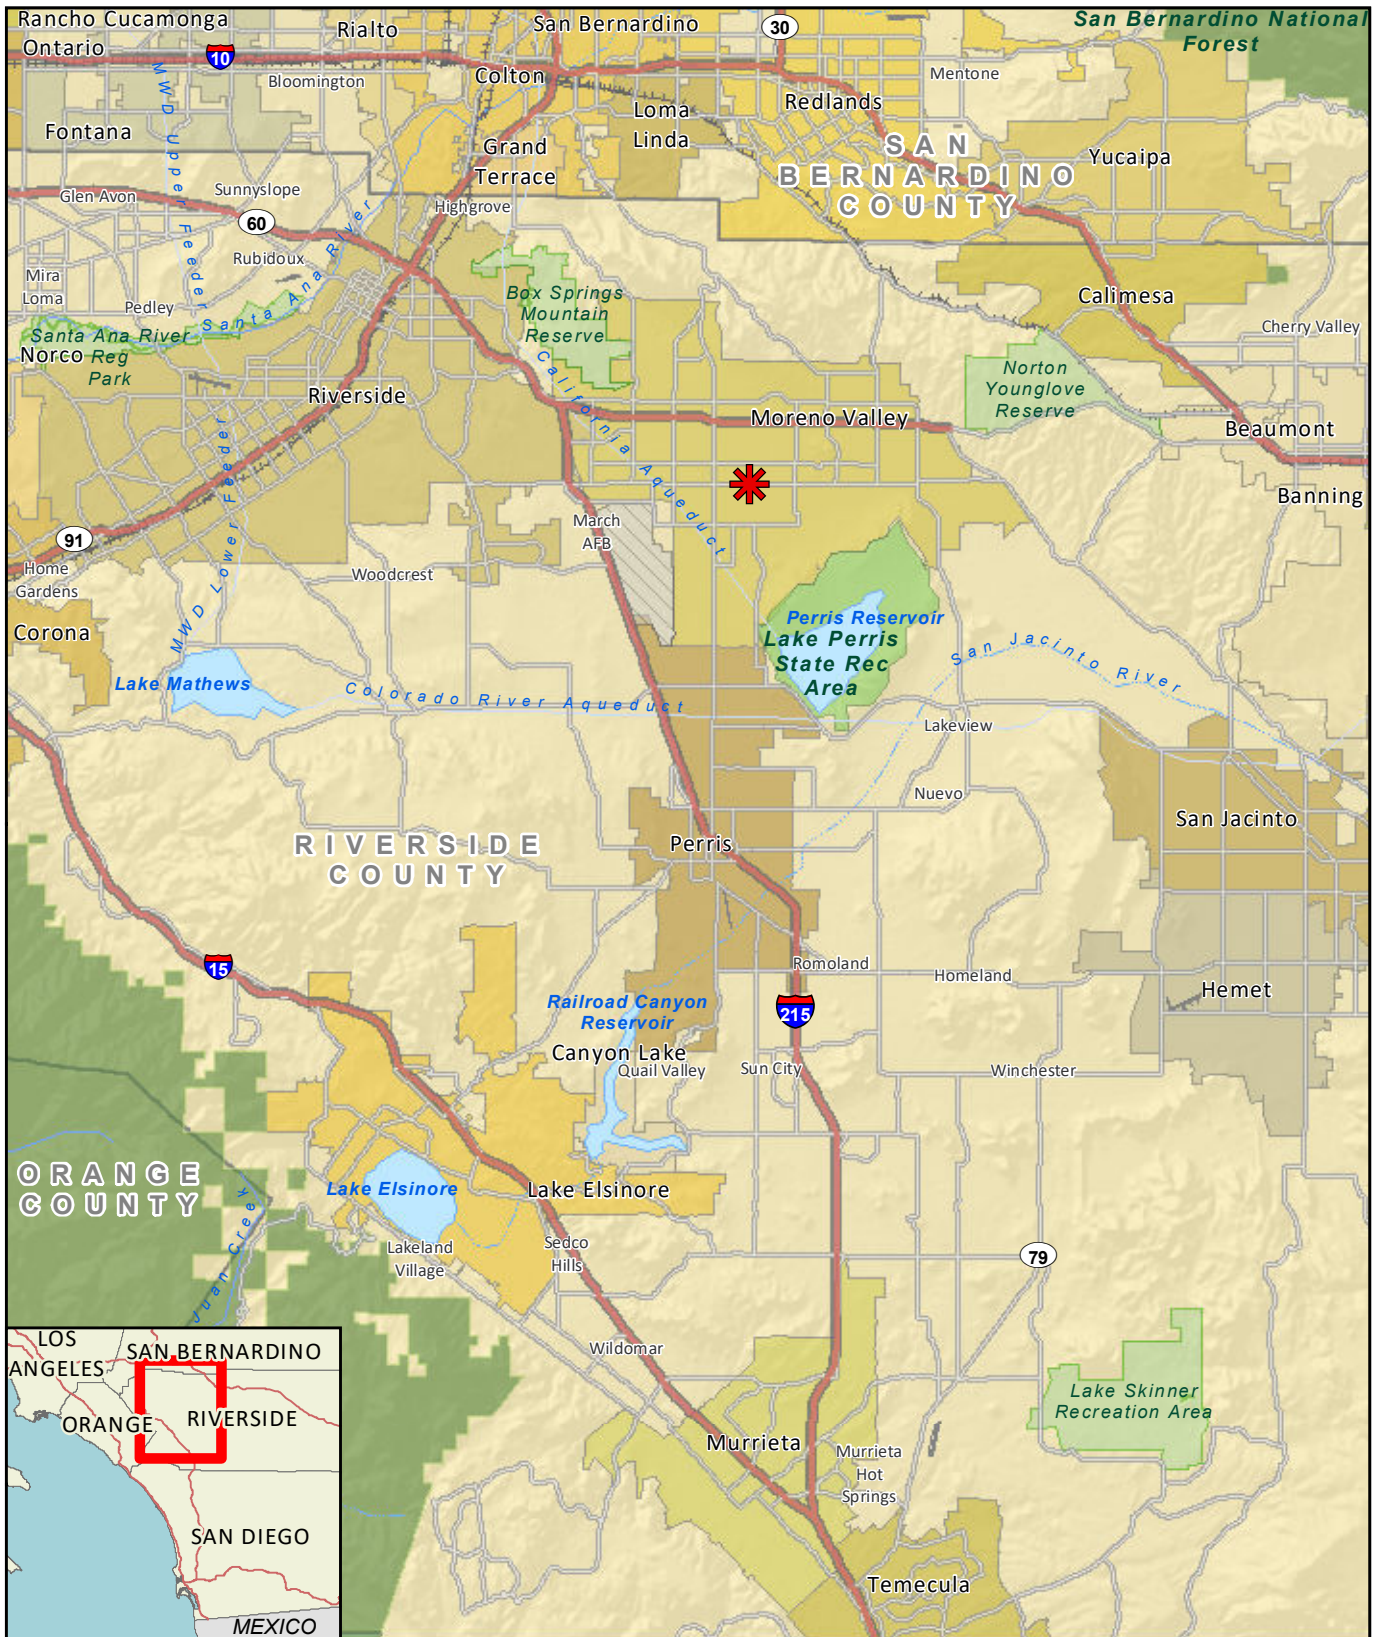 Rancho Cucamonga
Rialto
San Bernardino
30
San Bernardino National
Forest
Ontario
10
Bloomington
Colton
Mentone
MWD Upper Feeder
Fontana
Loma
Linda
Redlands
Grand
Terrace
SAN
BERNARDINO
COUNTY
Yucaipa
Glen Avon
Sunnyslope
60
Highgrove
Rubidoux
Mira
Loma
Pedley
Santa Ana River
Box Springs
Mountain
Reserve
Calimesa
Cherry Valley
Santa Ana River
Reg
Park
Norco
California Aqueduct
Norton
Younglove
Reserve
Riverside
Moreno Valley
Beaumont
MWD Lower Feeder
Banning
91
March
AFB
Home
Gardens
Woodcrest
Corona
Perris Reservoir
Lake Perris
State Rec
Area
San Jacinto River
Lake Mathews
Colorado River Aqueduct
Lakeview
Nuevo
San Jacinto
RIVERSIDE
COUNTY
Perris
15
Romoland
Homeland
Hemet
Railroad Canyon
Reservoir
215
Canyon Lake
Quail Valley
Sun City
Winchester
ORANGE
COUNTY
Juan Creek
Lake Elsinore
Lake Elsinore
Lakeland
Village
Sedco
Hills
79
Wildomar
Lake Skinner
Recreation Area
Murrieta
Murrieta
Hot
Springs
Temecula
LOS
ANGELES
SAN BERNARDINO
ORANGE
RIVERSIDE
SAN DIEGO
MEXICO